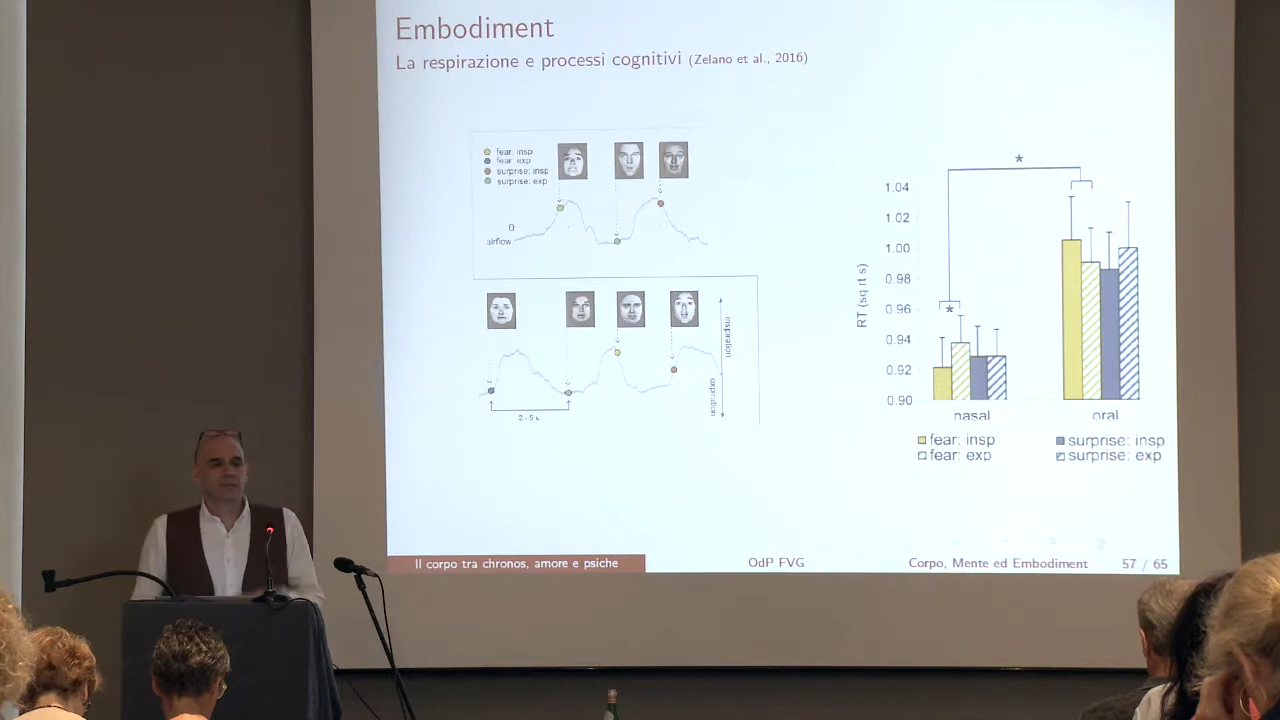 Embodiment
La respirazione e processi cognitivi (Zelano et al., 2016)
fear: insp
fear: exp
surprise: insp
surprise: exp
0
airflow
inspiration
expiration
2 - 5 s
*
*
RT (sq rt s)
1.04
1.02
1.00
0.98
0.96
0.94
0.92
0.90
nasal oral
fear: insp surprise: insp
fear: exp surprise: exp
Il corpo tra chronos, amore e psiche OdP FVG Corpo, Mente ed Embodiment 57 / 65